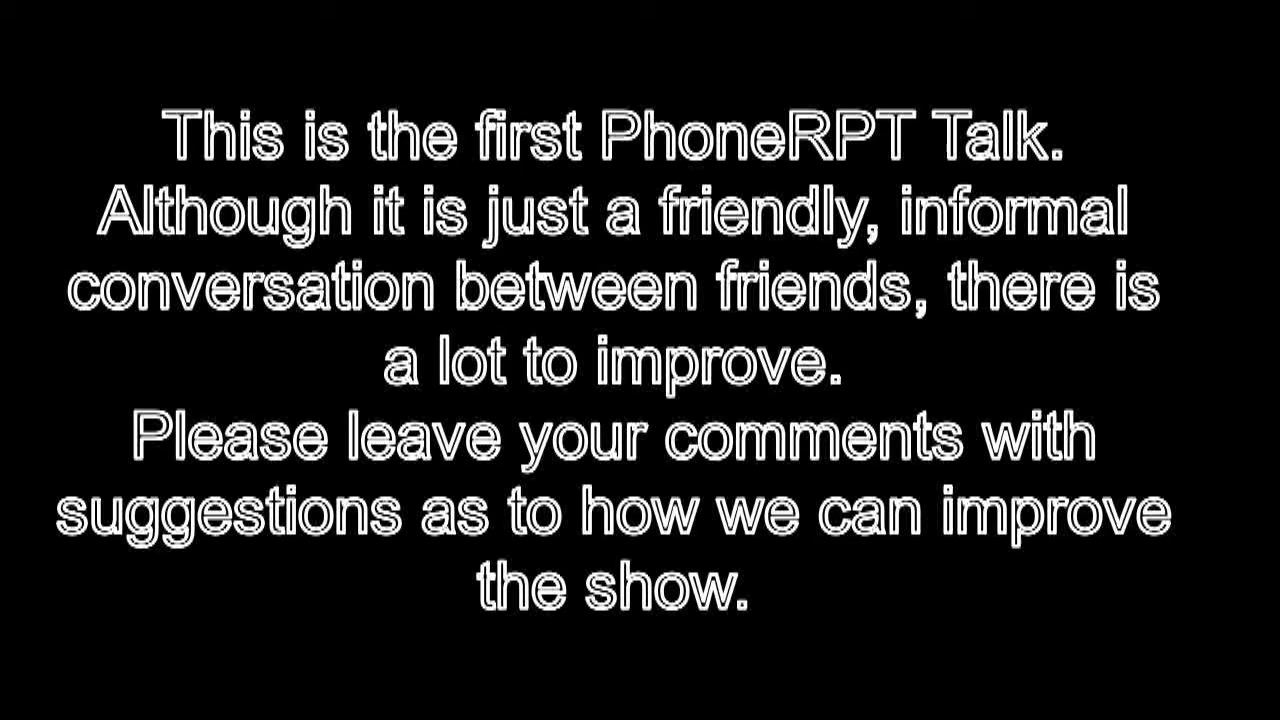 This is the first PhoneRPT Talk.
Although it is just a friendly, informal
conversation between friends, there is
a lot to improve.
Please leave your comments with
suggestions as to how we can improve
the show.